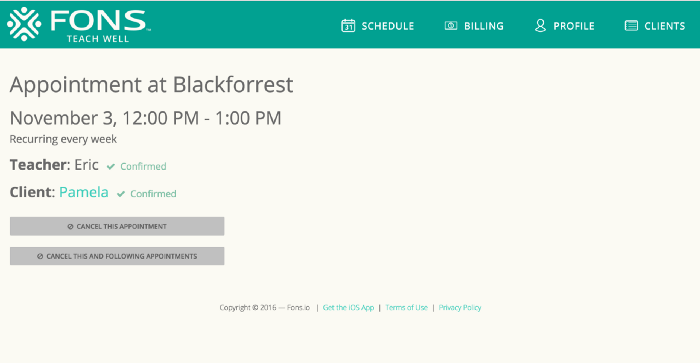 FONS™
TEACH WELL
31 SCHEDULE BILLING PROFILE CLIENTS
Appointment at Blackforrest
November 3, 12:00 PM - 1:00 PM
Recurring every week
Teacher: Eric ✔ Confirmed
Client: Pamela ✔ Confirmed
CANCEL THIS APPOINTMENT
CANCEL THIS AND FOLLOWING APPOINTMENTS
Copyright © 2016 — Fons.io | Get the iOS App | Terms of Use | Privacy Policy